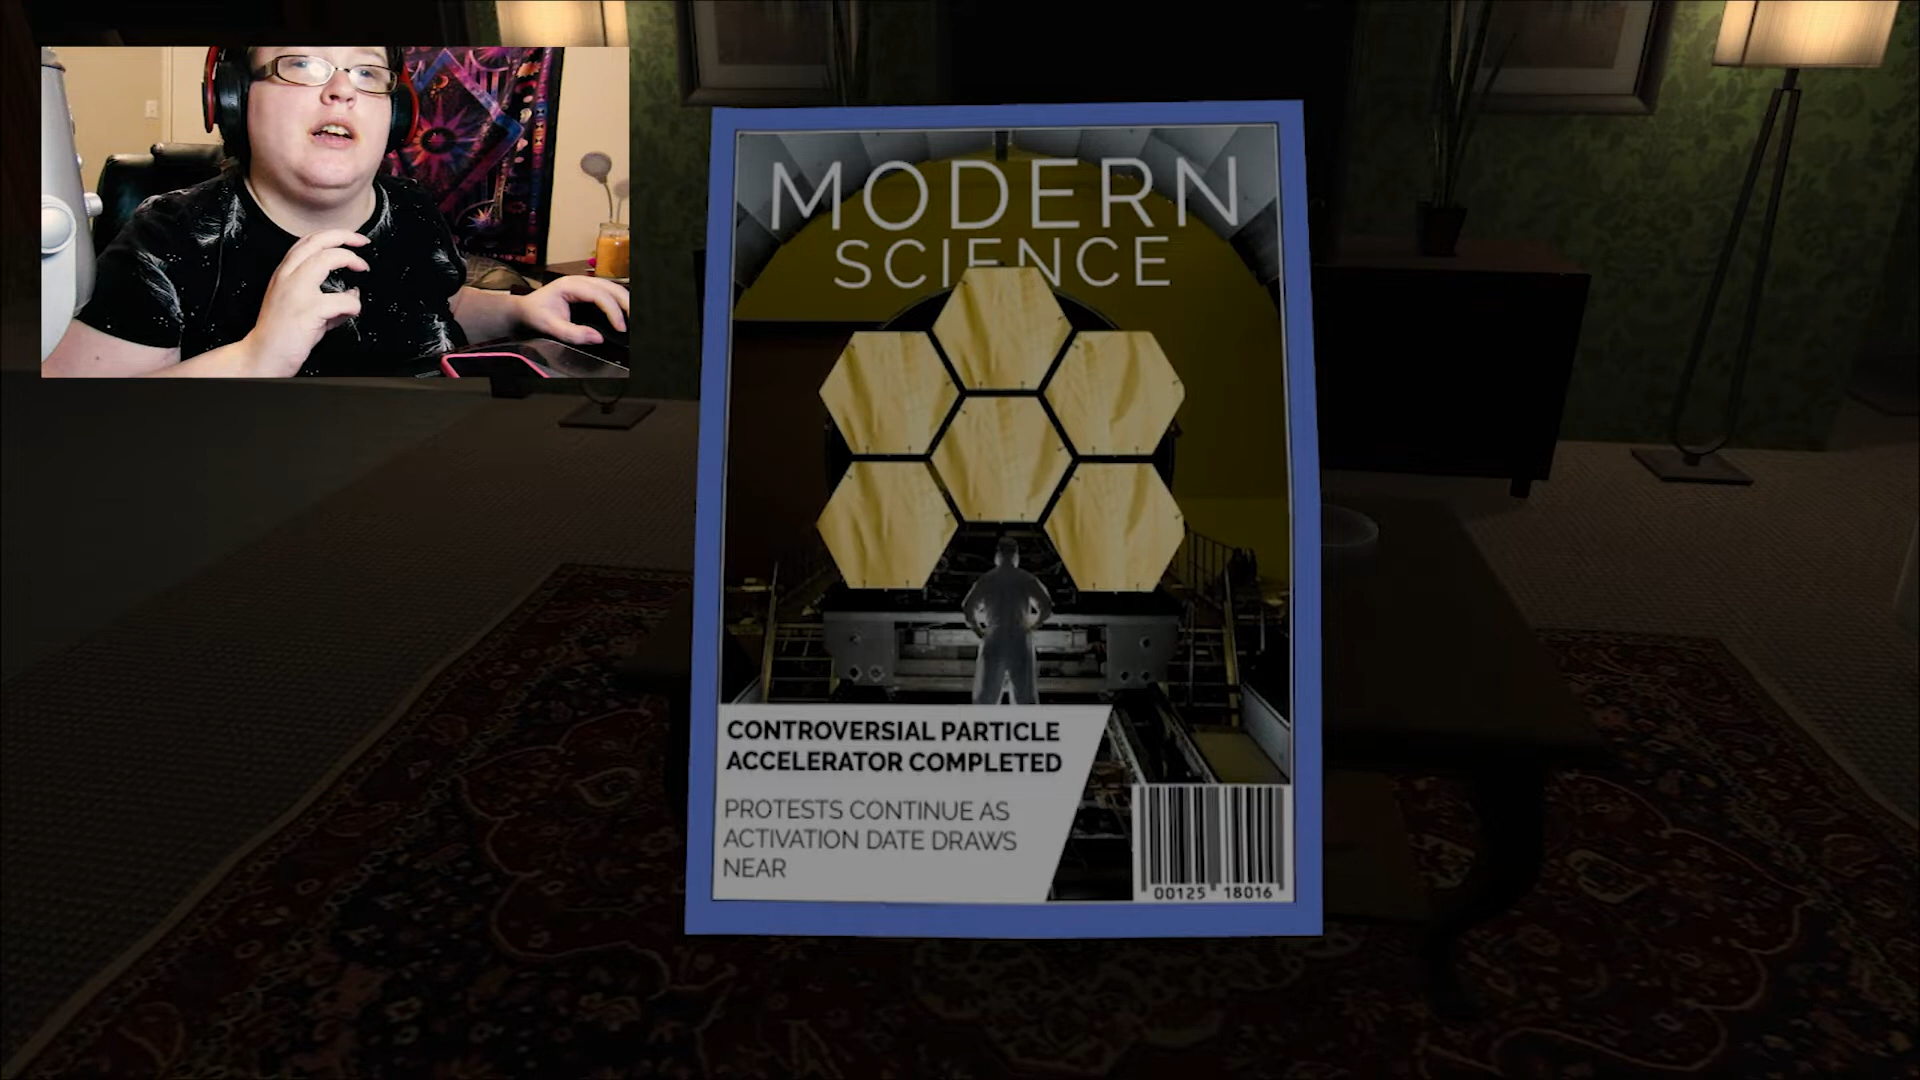 MODERN
SCIENCE
CONTROVERSIAL PARTICLE
ACCELERATOR COMPLETED
PROTESTS CONTINUE AS
ACTIVATION DATE DRAWS
NEAR
00125 18016